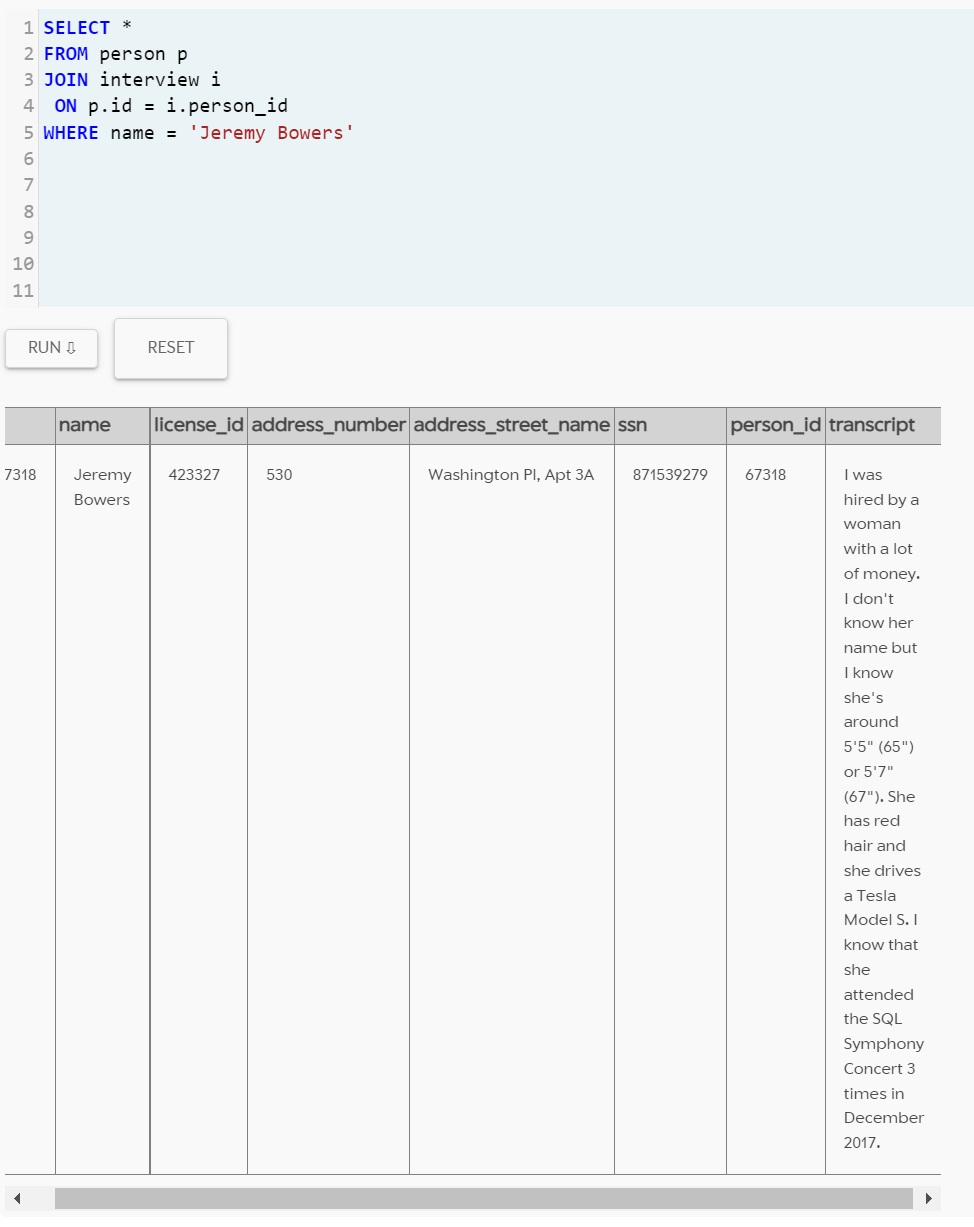 1 SELECT *
2 FROM person p
3 JOIN interview i
4  ON p.id = i.person_id
5 WHERE name = 'Jeremy Bowers'
6
7
8
9
10
11
RUN ⇩ RESET
name license_id address_number address_street_name ssn person_id transcript
7318 Jeremy 423327 530 Washington Pl, Apt 3A 871539279 67318 I was
Bowers hired by a
woman
with a lot
of money.
I don't
know her
name but
I know
she's
around
5'5" (65")
or 5'7"
(67"). She
has red
hair and
she drives
a Tesla
Model S. I
know that
she
attended
the SQL
Symphony
Concert 3
times in
December
2017.